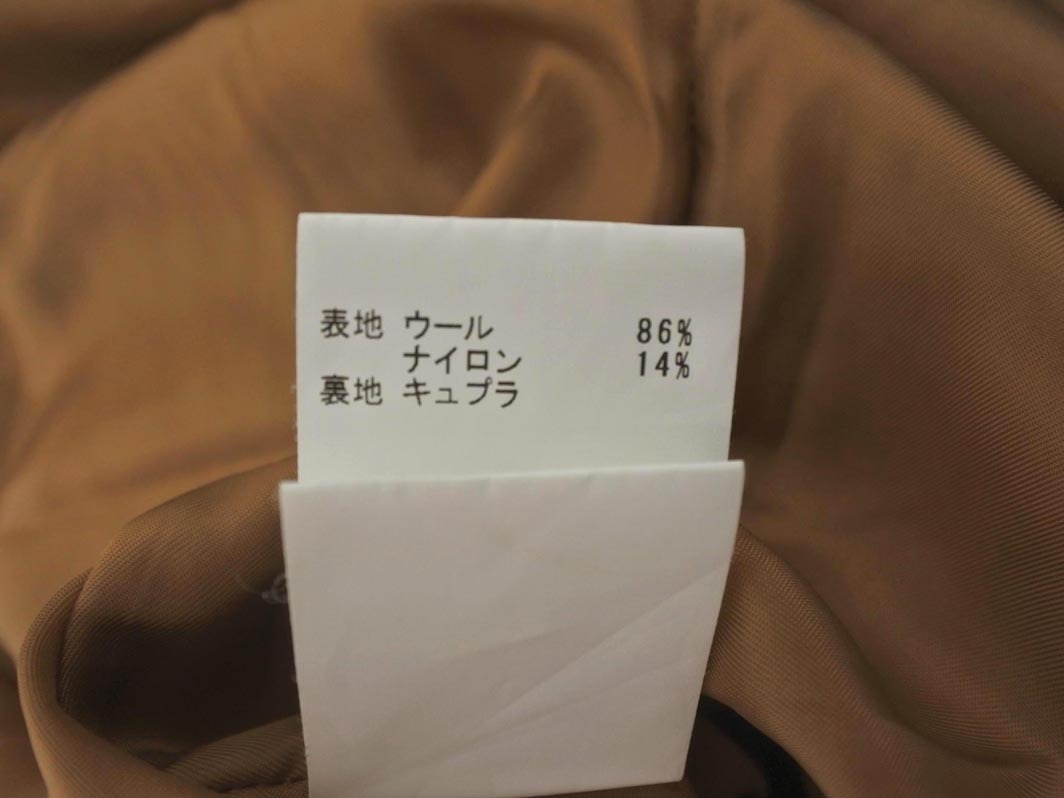 表地 ウール 86%
ナイロン 14%
裏地 キュプラ